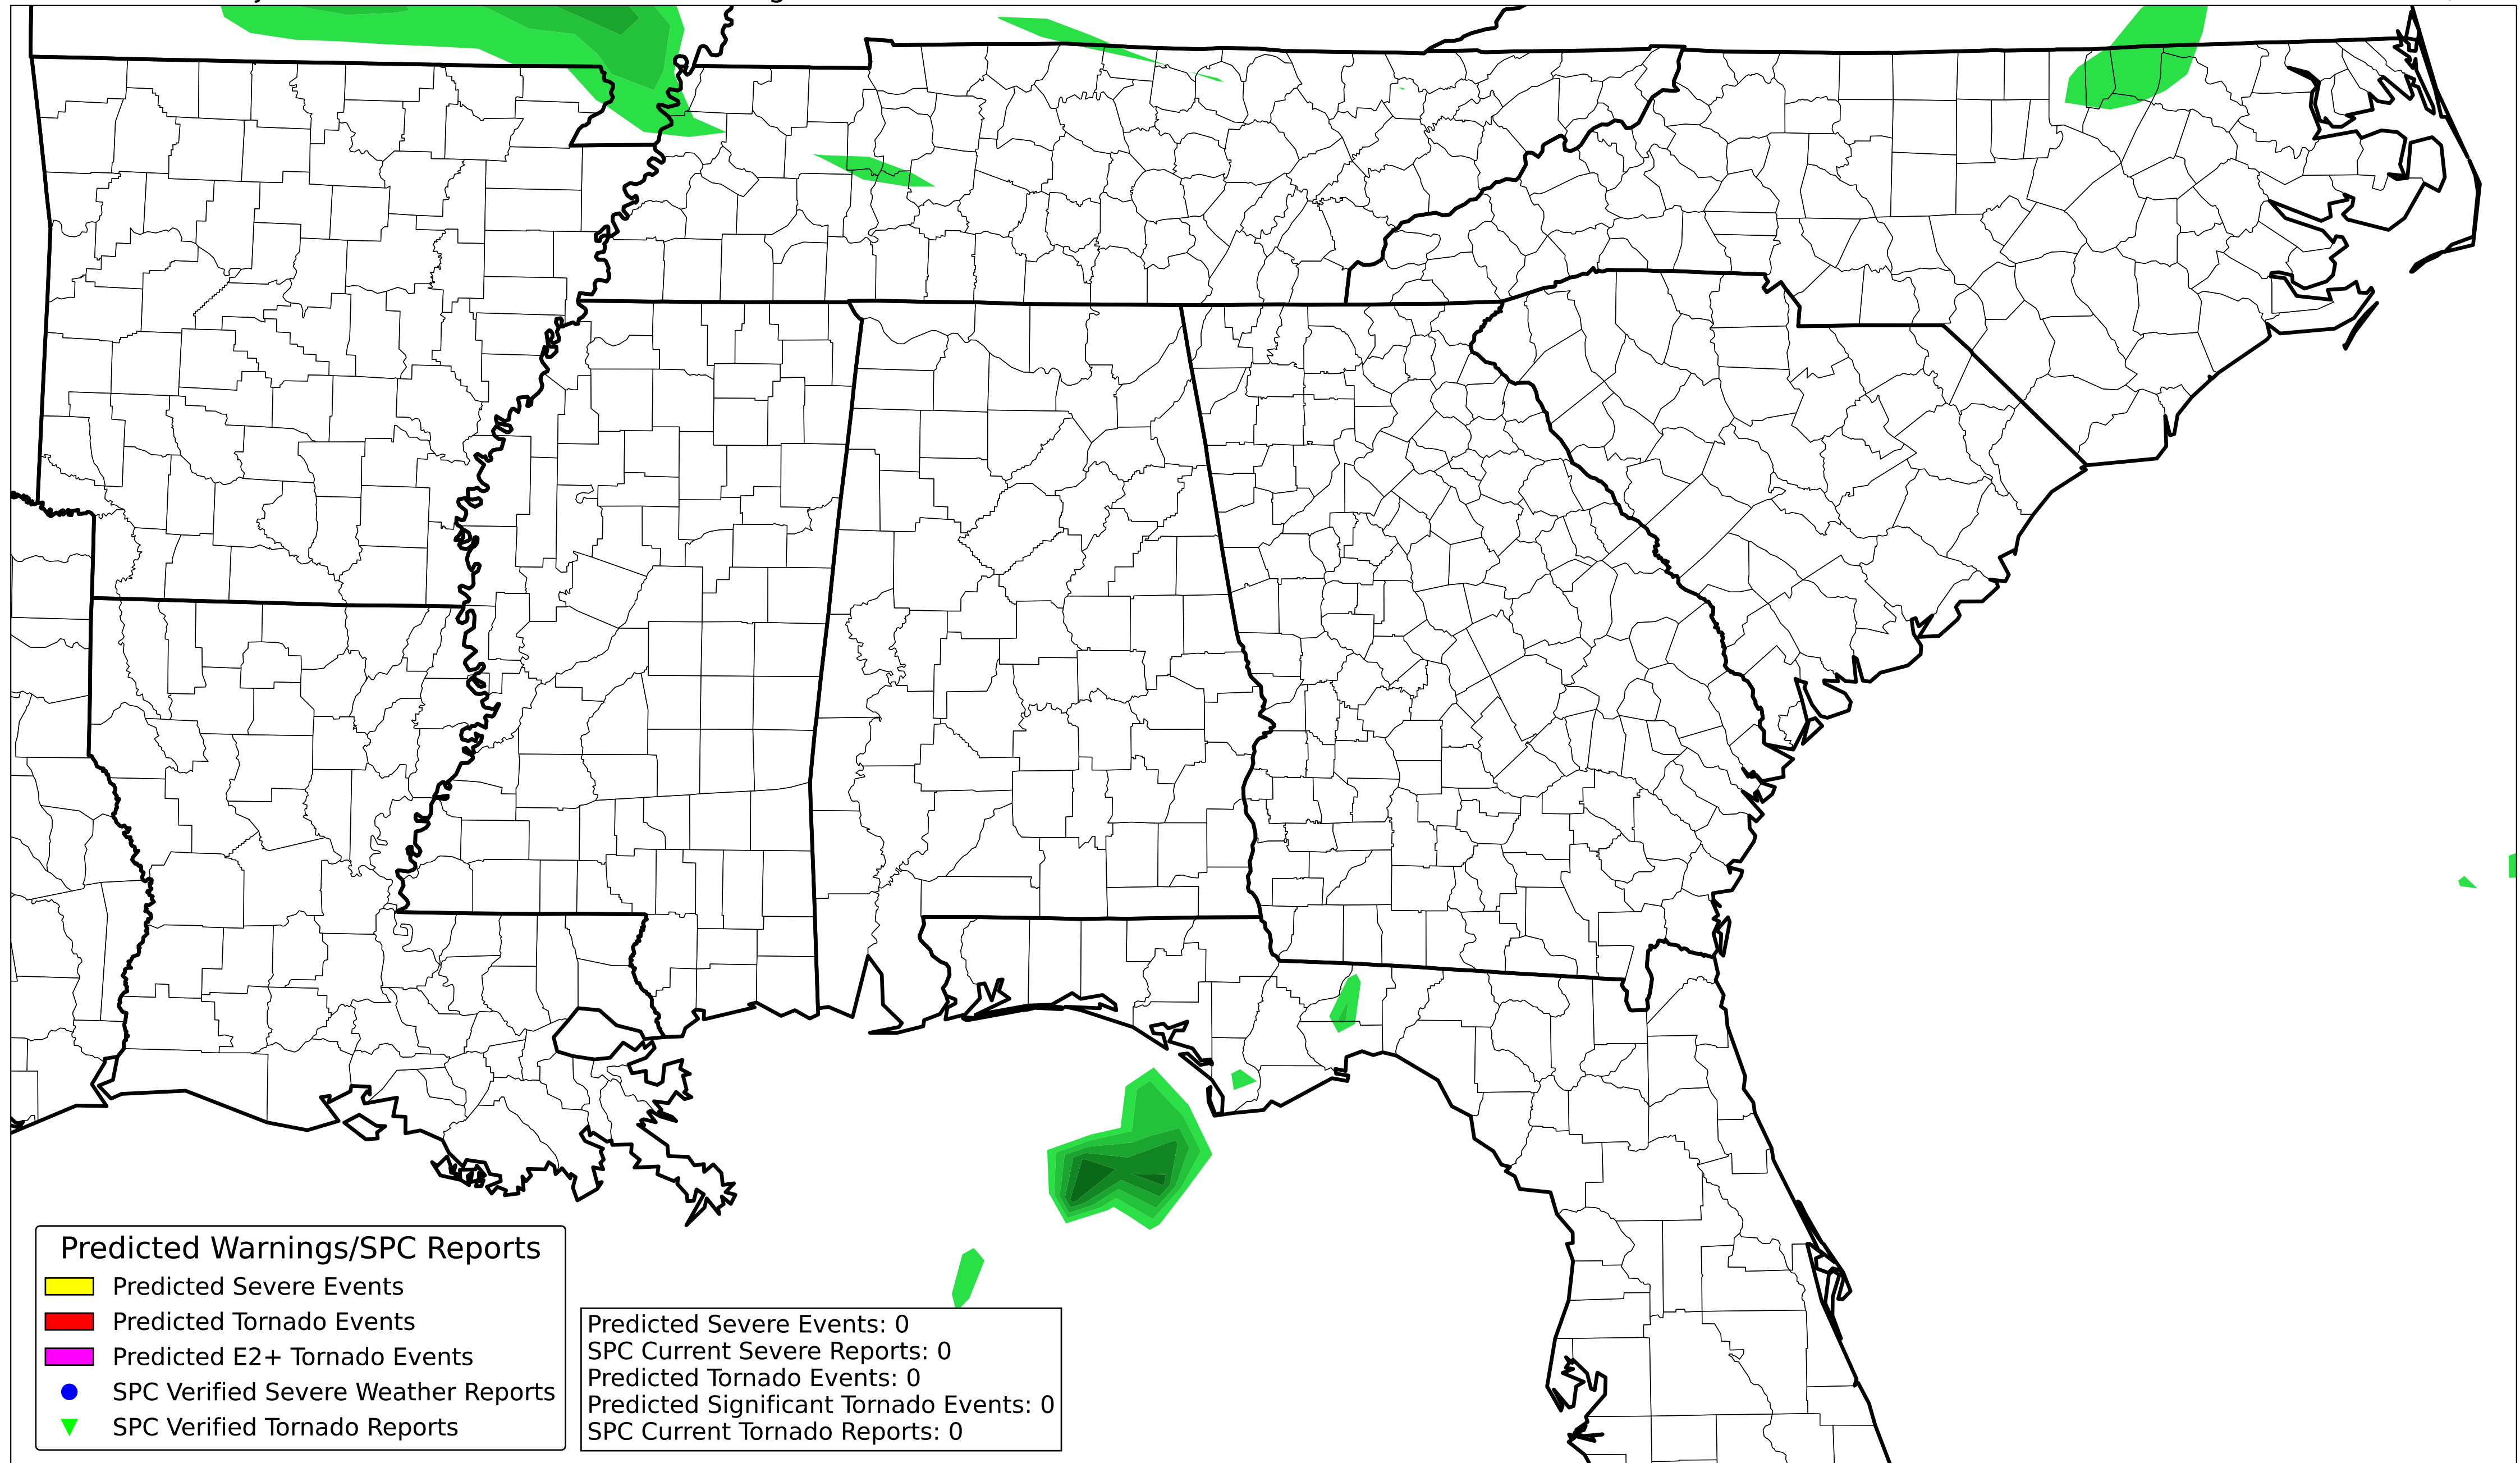 Predicted Warnings/SPC Reports
Predicted Severe Events
Predicted Tornado Events
Predicted E2+ Tornado Events
SPC Verified Severe Weather Reports
SPC Verified Tornado Reports
Predicted Severe Events: 0
SPC Current Severe Reports: 0
Predicted Tornado Events: 0
Predicted Significant Tornado Events: 0
SPC Current Tornado Reports: 0